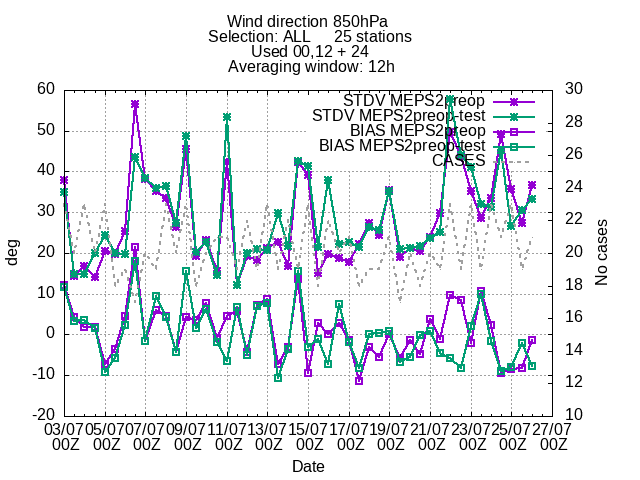 Wind direction 850hPa
Selection: ALL 25 stations
Used 00,12 + 24
Averaging window: 12h
60 30
STDV MEPS2preop
STDV MEPS2preop-test
BIAS MEPS2preop
BIAS MEPS2preop-test
CASES
50 28
40 26
24
30 22
20 20
10 18
0 16
14
-10 12
-20 10
deg
No cases
03/07 05/07 07/07 09/07 11/07 13/07 15/07 17/07 19/07 21/07 23/07 25/07 27/07
00Z 00Z 00Z 00Z 00Z 00Z 00Z 00Z 00Z 00Z 00Z 00Z 00Z
Date